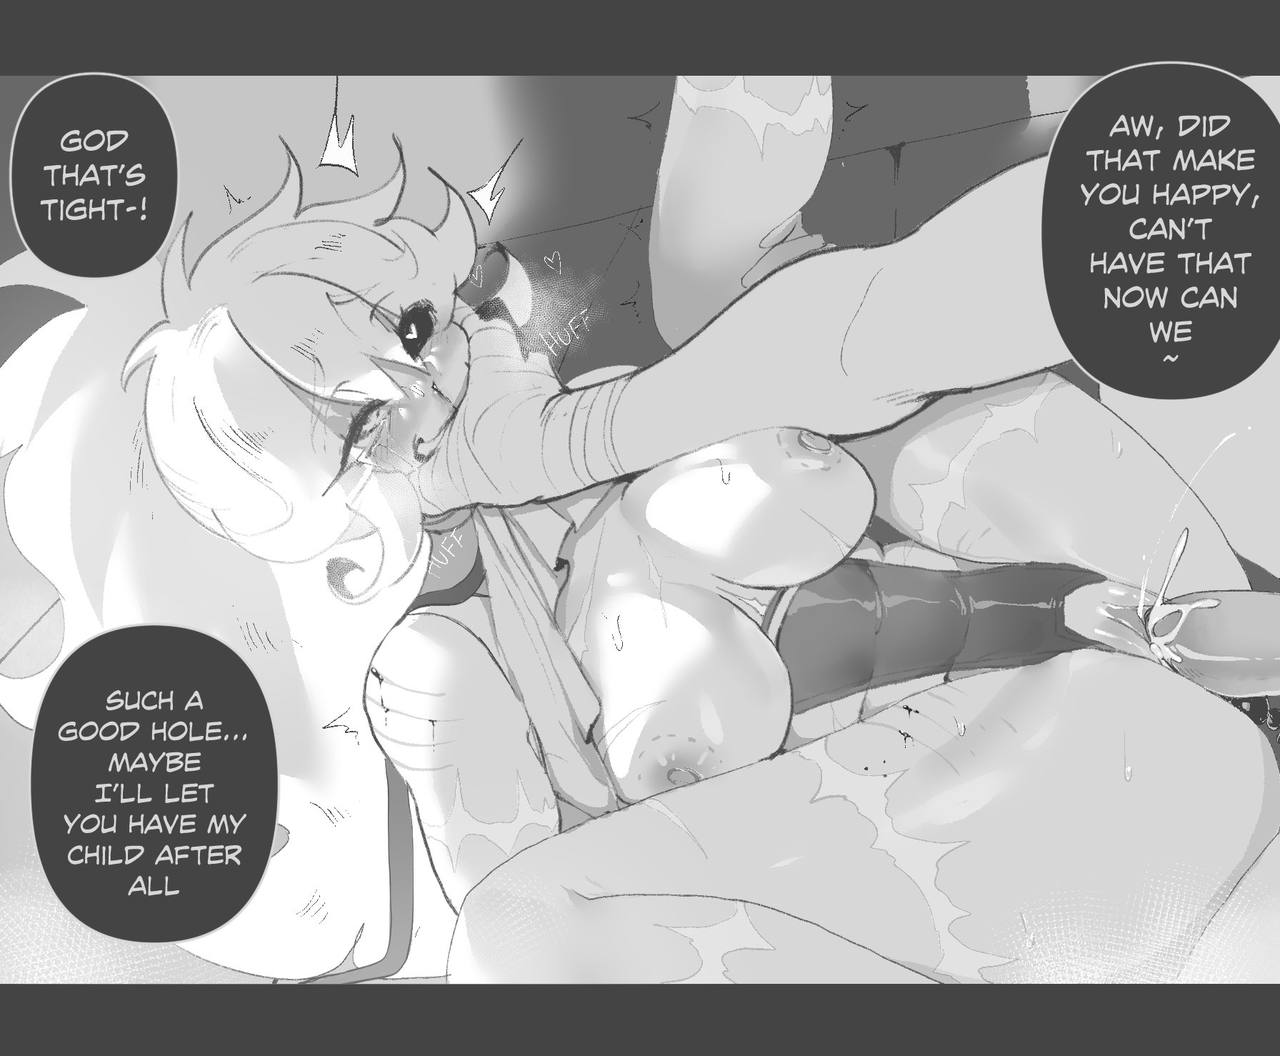 GOD
THAT'S
TIGHT-!
AW, DID
THAT MAKE
YOU HAPPY,
CAN'T
HAVE THAT
NOW CAN
WE
~
HUFF
HUFF
SUCH A
GOOD HOLE...
MAYBE
I'LL LET
YOU HAVE MY
CHILD AFTER
ALL